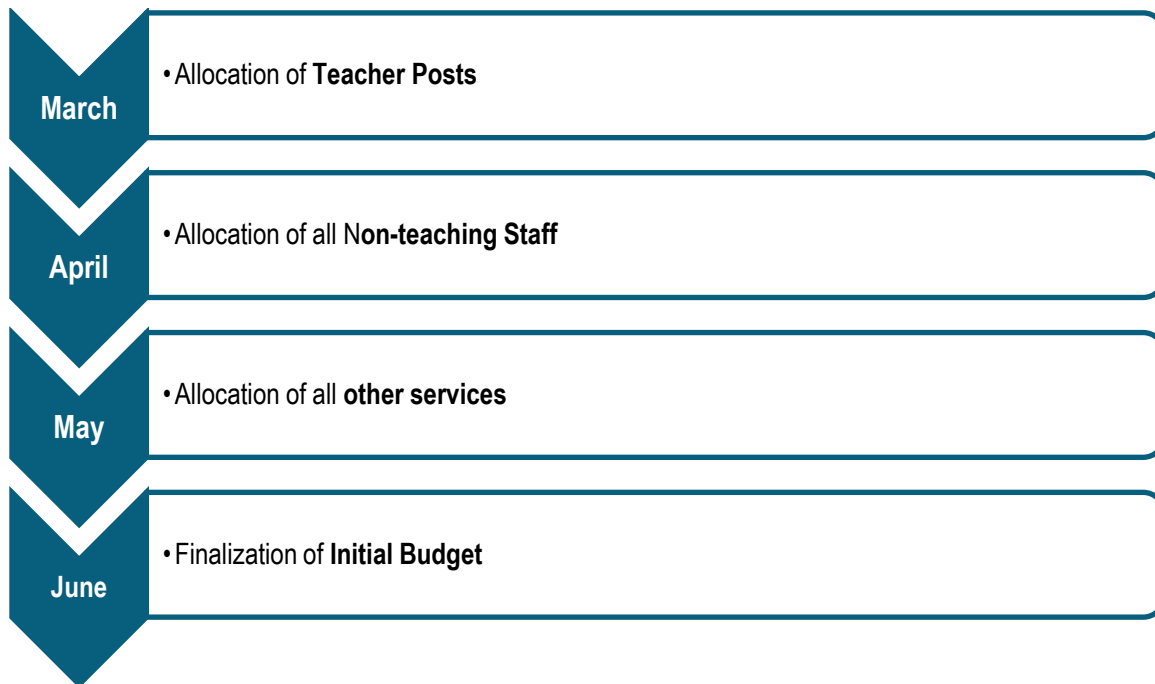 March
• Allocation of Teacher Posts
April
• Allocation of all Non-teaching Staff
May
• Allocation of all other services
June
• Finalization of Initial Budget